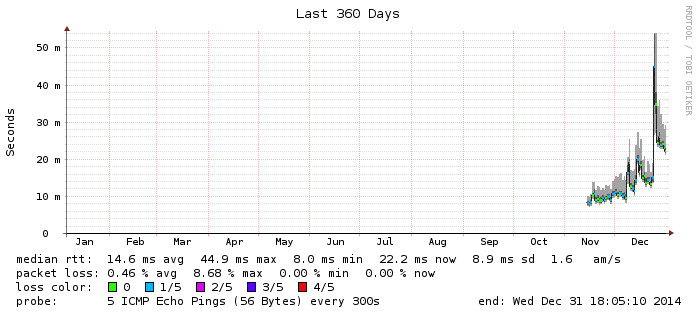 Last 360 Days
RRDTOOL / TOBI OETIKER
Seconds
50 m
40 m
30 m
20 m
10 m
0
Jan Feb Mar Apr May Jun Jul Aug Sep Oct Nov Dec
median rtt: 14.6 ms avg 44.9 ms max 8.0 ms min 22.2 ms now 8.9 ms sd 1.6 am/s
packet loss: 0.46 % avg 8.68 % max 0.00 % min 0.00 % now
loss color: 0 1/5 2/5 3/5 4/5
probe: 5 ICMP Echo Pings (56 Bytes) every 300s end: Wed Dec 31 18:05:10 2014